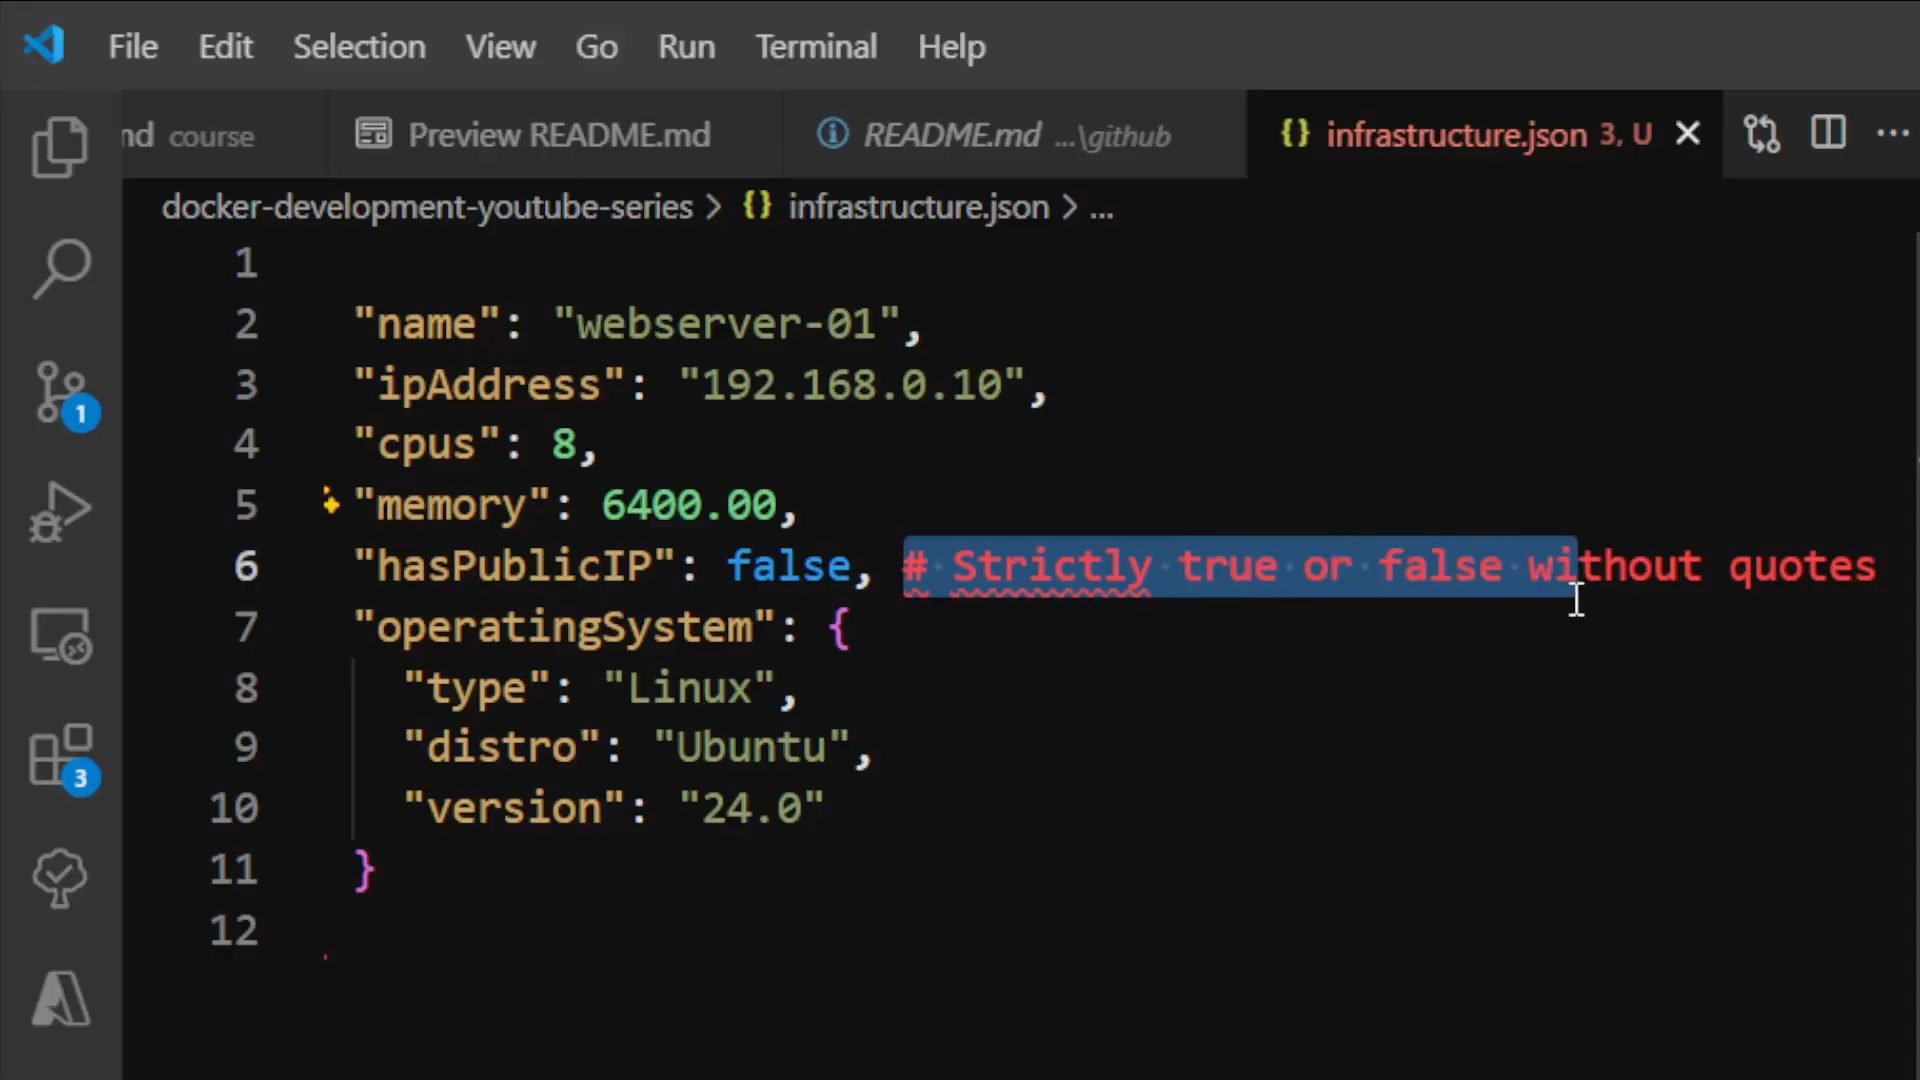 File Edit Selection View Go Run Terminal Help
nd course Preview README.md README.md ...\github {} infrastructure.json 3, U
docker-development-youtube-series > {} infrastructure.json > ...
1
2 "name": "webserver-01",
3 "ipAddress": "192.168.0.10",
4 "cpus": 8,
5 "memory": 6400.00,
6 "hasPublicIP": false, # Strictly true or false without quotes
1
7 "operatingSystem": {
8 "type": "Linux",
9 "distro": "Ubuntu",
3
10 "version": "24.0"
11 }
12